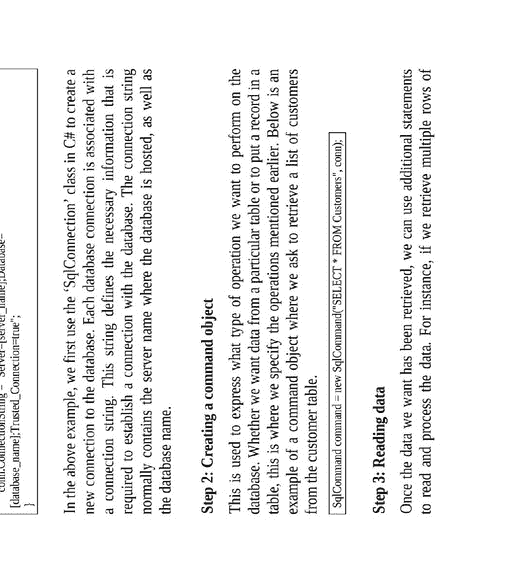 conn.ConnectionString = "Server=[server_name];Database=
[database_name];Trusted_Connection=true";
}
In the above example, we first use the ‘SqlConnection’ class in C# to create a
new connection to the database. Each database connection is associated with
a connection string. This string defines the necessary information that is
required to establish a connection with the database. The connection string
normally contains the server name where the database is hosted, as well as
the database name.
Step 2: Creating a command object
This is used to express what type of operation we want to perform on the
database. Whether we want data from a particular table or to put a record in a
table, this is where we specify the operations mentioned earlier. Below is an
example of a command object where we ask to retrieve a list of customers
from the customer table.
SqlCommand command = new SqlCommand("SELECT * FROM Customers", conn);
Step 3: Reading data
Once the data we want has been retrieved, we can use additional statements
to read and process the data. For instance, if we retrieve multiple rows of